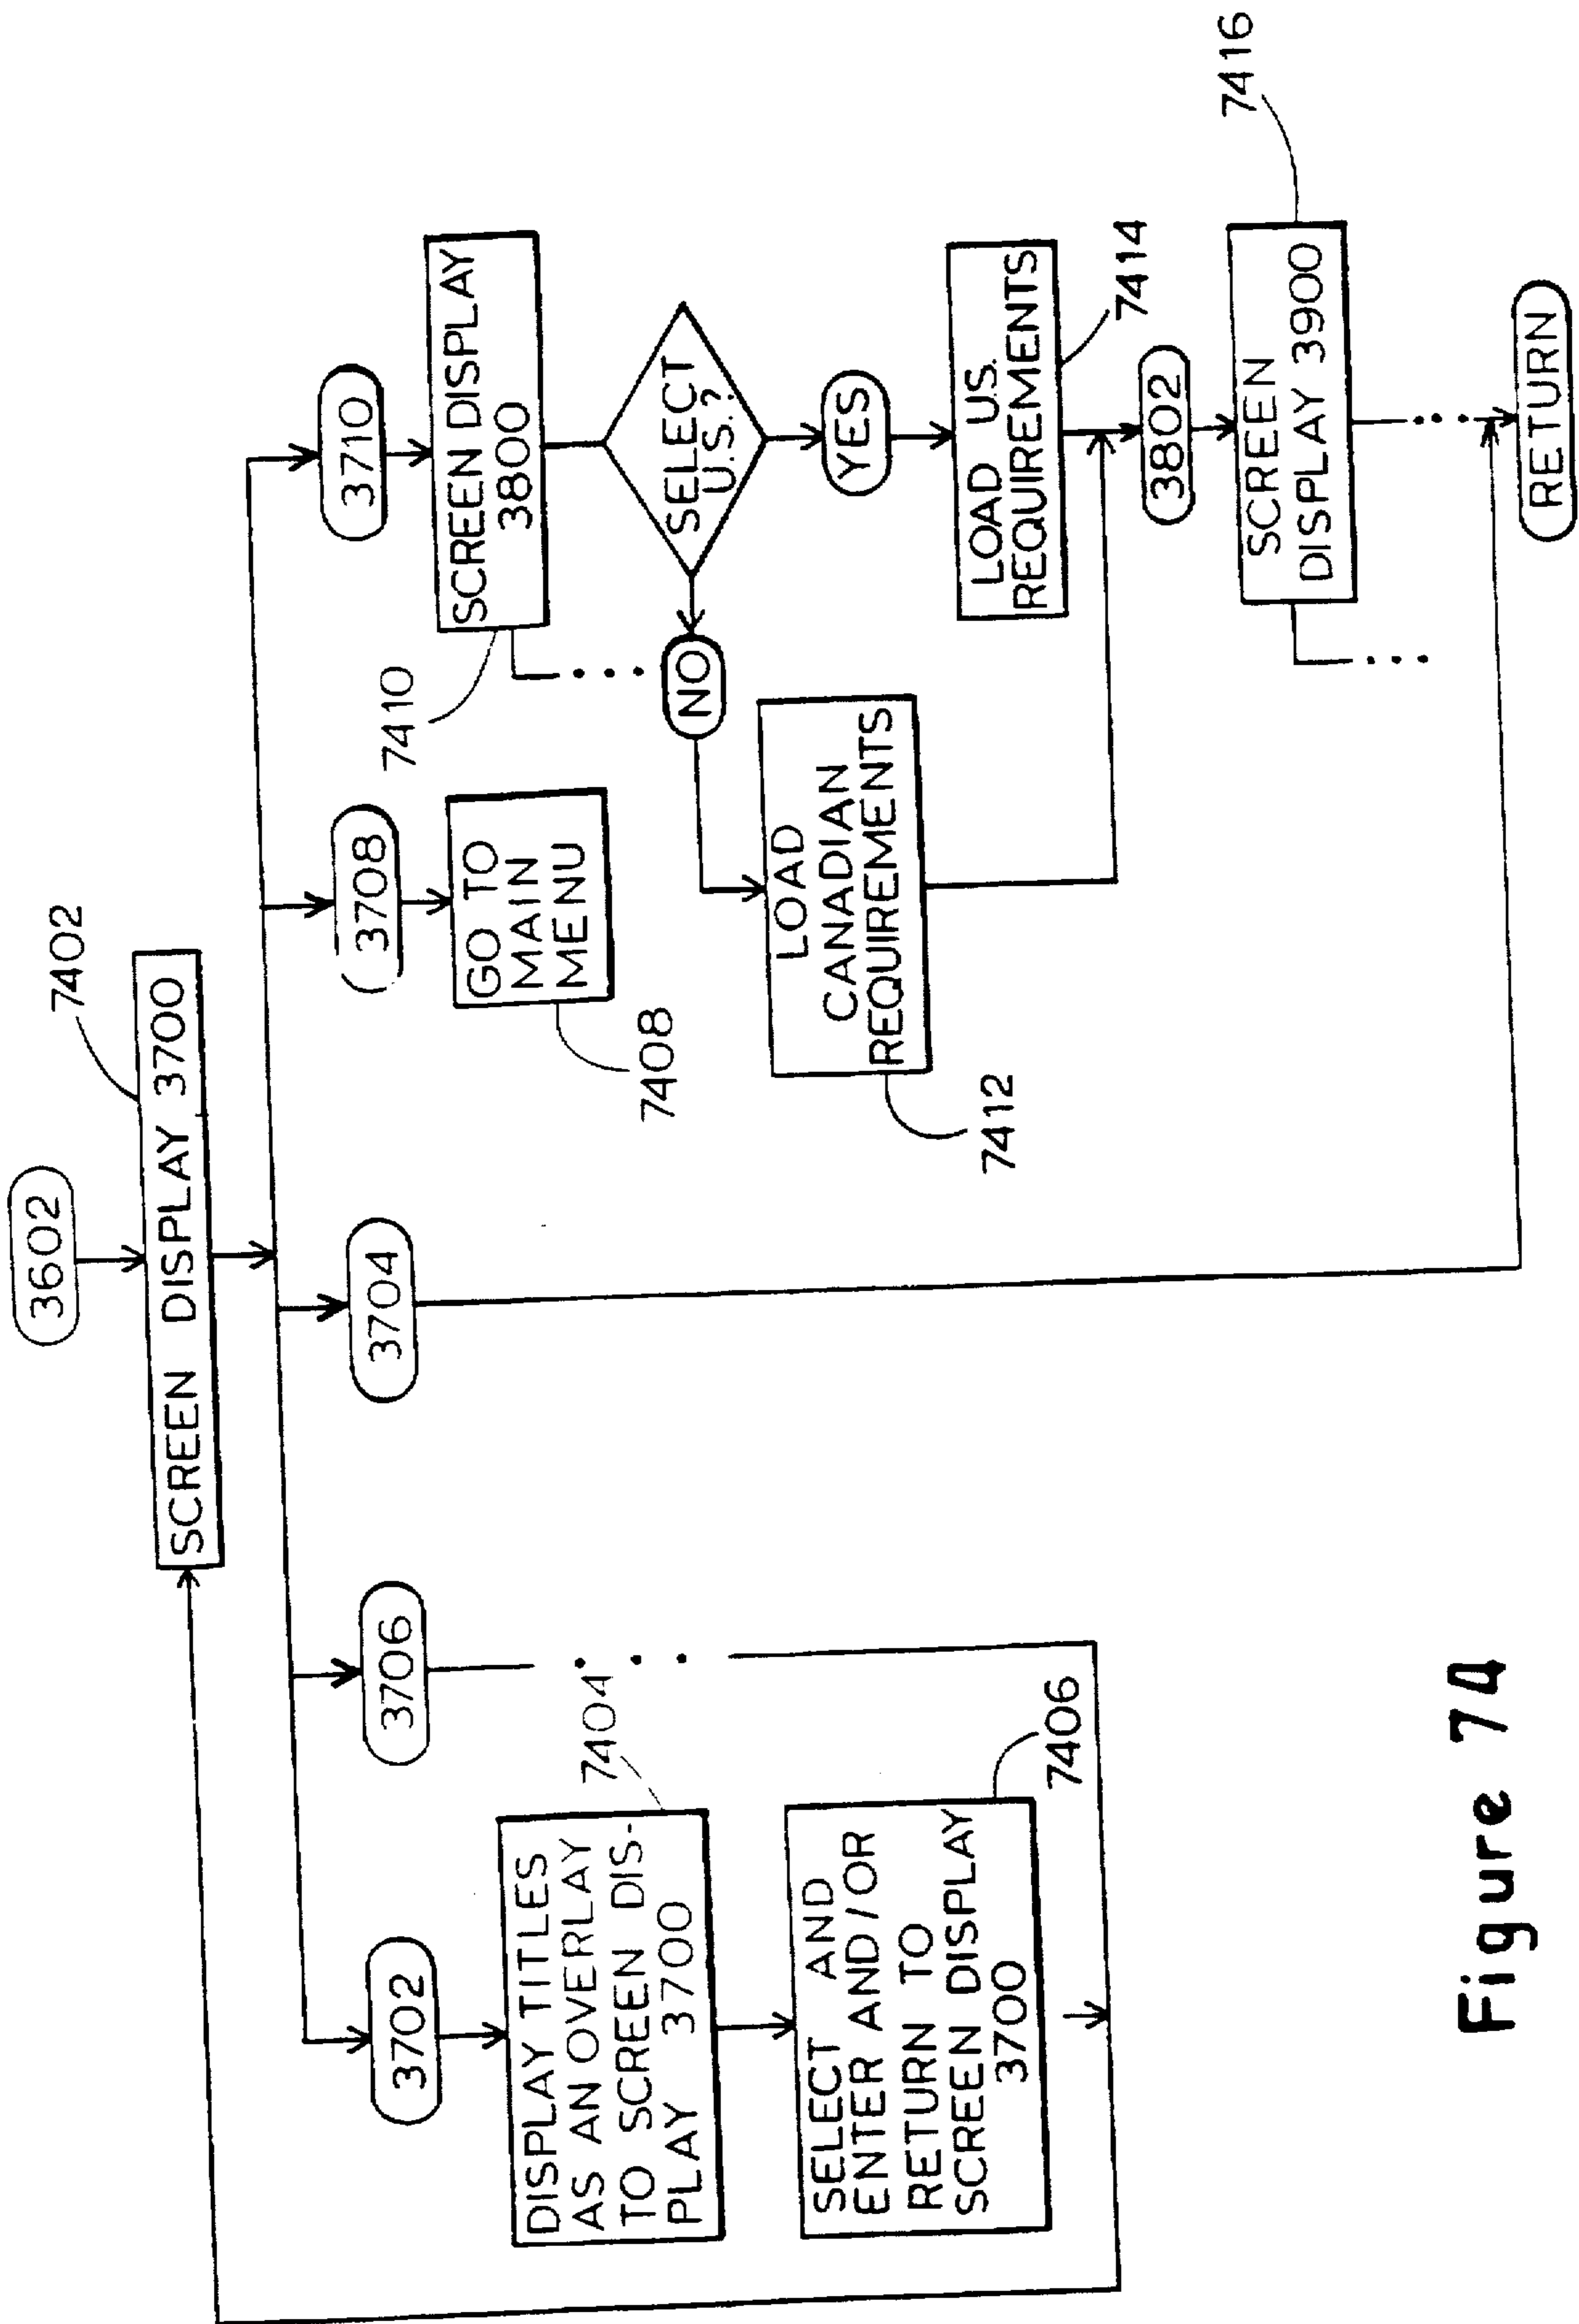 3602
7402
SCREEN DISPLAY 3700
3702
3706
3704
3708
3710
DISPLAY TITLES
AS AN OVERLAY
TO SCREEN DIS-
PLAY 3700
7404
SELECT AND
ENTER AND/OR
RETURN TO
SCREEN DISPLAY
3700
7406
GO TO
MAIN
MENU
7408
SCREEN DISPLAY
3800
7410
SELECT
U.S.?
NO
YES
LOAD
CANADIAN
REQUIREMENTS
7412
LOAD U.S.
REQUIREMENTS
7414
3802
SCREEN
DISPLAY 3900
7416
RETURN
Figure 74